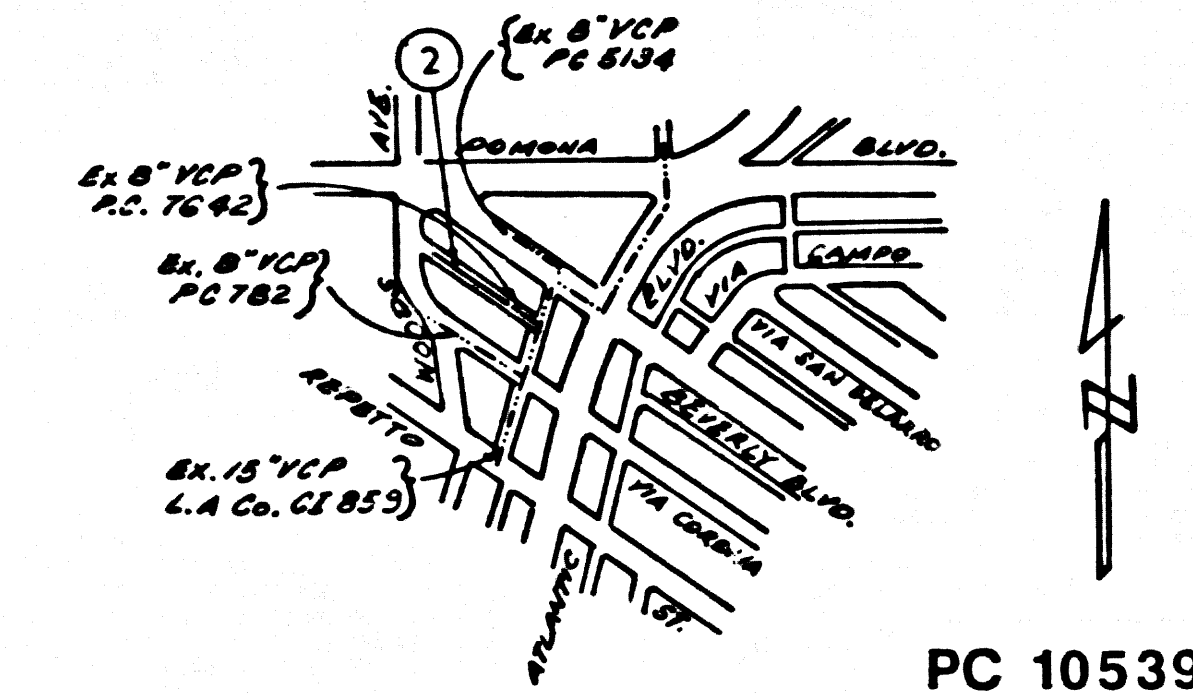 Ex 8" VCP
PC 5134
2
AVE.
POMONA BLVD.
Ex 8" VCP
P.C. 7642
BLVD.
VIA
CAMPO
Ex. 8" VCP
PC 782
WOODS
VIA SAN DELARRO
REPETTO
BEVERLY BLVD.
Ex. 15" VCP
L.A Co. CI 859
VIA CORONA
ATLANTIC
ST.
N
PC 10539